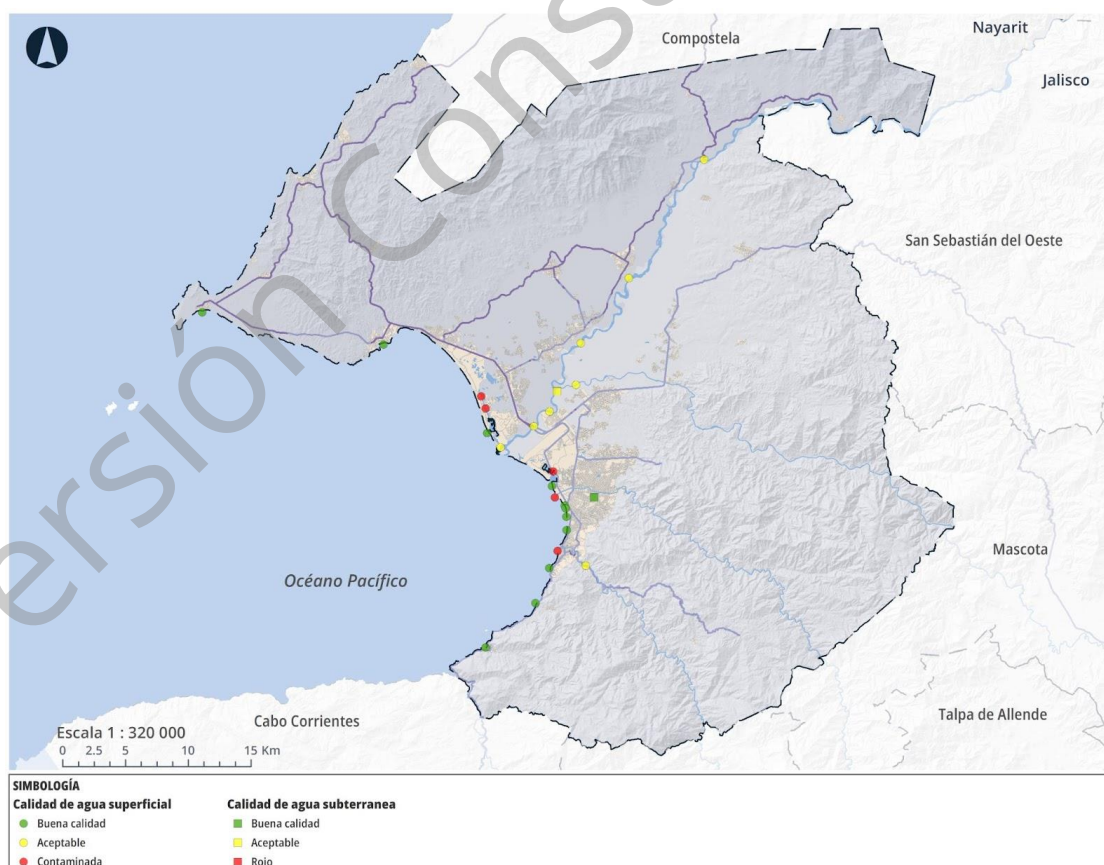 Versión Cons
Compostela
Nayarit
Jalisco
San Sebastián del Oeste
Océano Pacífico
Mascota
Talpa de Allende
Cabo Corrientes
Escala 1 : 320 000
0 2.5 5 10 15 Km
SIMBOLOGÍA
Calidad de agua superficial
Buena calidad
Aceptable
Contaminada
Calidad de agua subterranea
Buena calidad
Aceptable
Rojo